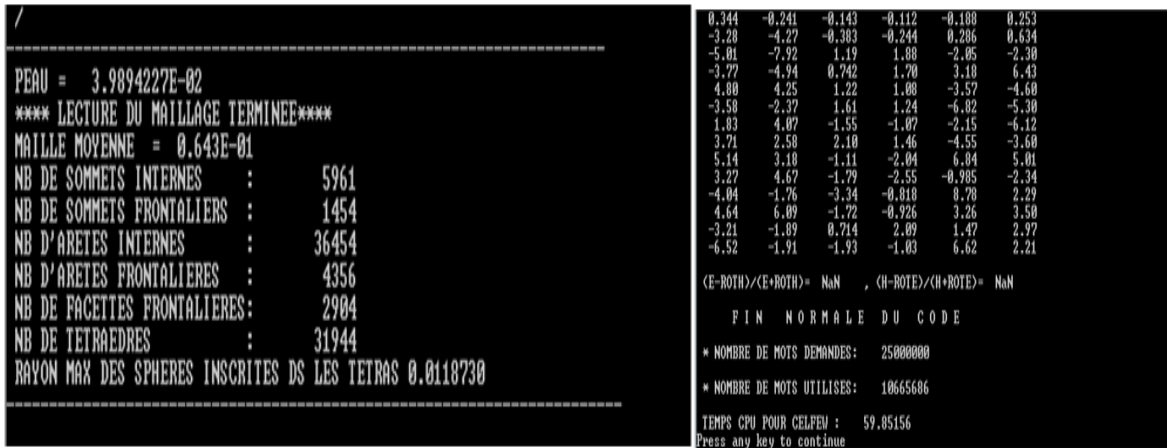 /
PEAU = 3.9894227E-02
**** LECTURE DU MAILLAGE TERMINEE****
MAILLE MOYENNE = 0.643E-01
NB DE SOMMETS INTERNES : 5961
NB DE SOMMETS FRONTALIERS : 1454
NB D'ARETES INTERNES : 36454
NB D'ARETES FRONTALIERES : 4356
NB DE FACETTES FRONTALIERES: 2904
NB DE TETRAEDRES : 31944
RAYON MAX DES SPHERES INSCRITES DS LES TETRAS 0.0118730
0.344 -0.241 -0.143 -0.112 -0.188 0.253
-3.28 -4.27 -0.383 -0.244 0.286 0.634
-5.01 -7.92 1.19 1.88 -2.05 -2.30
-3.77 -4.94 0.742 1.70 3.18 6.43
4.80 4.25 1.22 1.08 -3.57 -4.60
-3.58 -2.37 1.61 1.24 -6.82 -5.30
1.83 4.07 -1.55 -1.07 -2.15 -6.12
3.71 2.58 2.10 1.46 -4.55 -3.60
5.14 3.18 -1.11 -2.04 6.84 5.01
3.27 4.67 -1.79 -2.55 -0.985 -2.34
-4.04 -1.76 -3.34 -0.818 8.78 2.29
4.64 6.09 -1.72 -0.926 3.26 3.50
-3.21 -1.89 0.714 2.09 1.47 2.97
-6.52 -1.91 -1.93 -1.03 6.62 2.21
(E-ROTH)/(E+ROTH)= NaN , (H-ROTE)/(H+ROTE)= NaN
F I N N O R M A L E D U C O D E
* NOMBRE DE MOTS DEMANDES: 25000000
* NOMBRE DE MOTS UTILISES: 10665686
TEMPS CPU POUR CELFEW : 59.85156
Press any key to continue